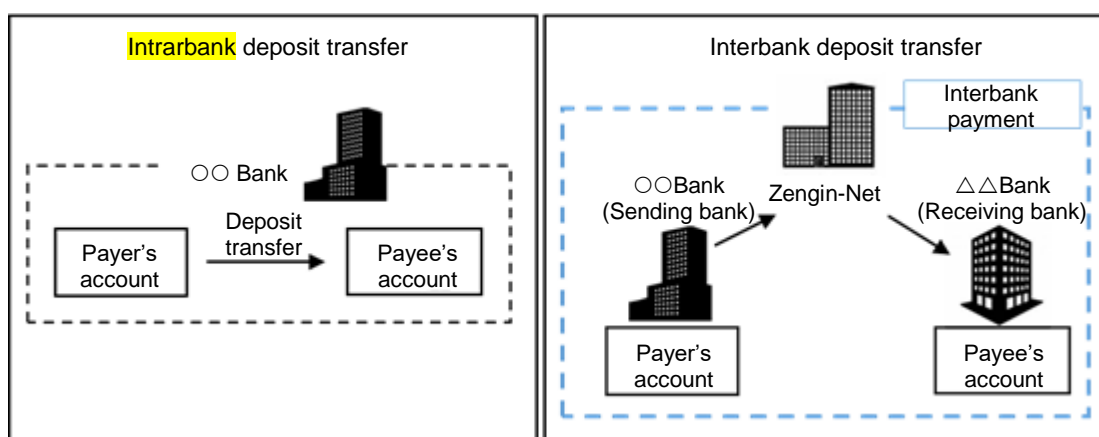 Intrarbank deposit transfer
○○ Bank
Deposit
transfer
Payer’s
account
Payee’s
account
Interbank deposit transfer
Interbank
payment
Zengin-Net
○○Bank
(Sending bank)
△△Bank
(Receiving bank)
Payer’s
account
Payee’s
account